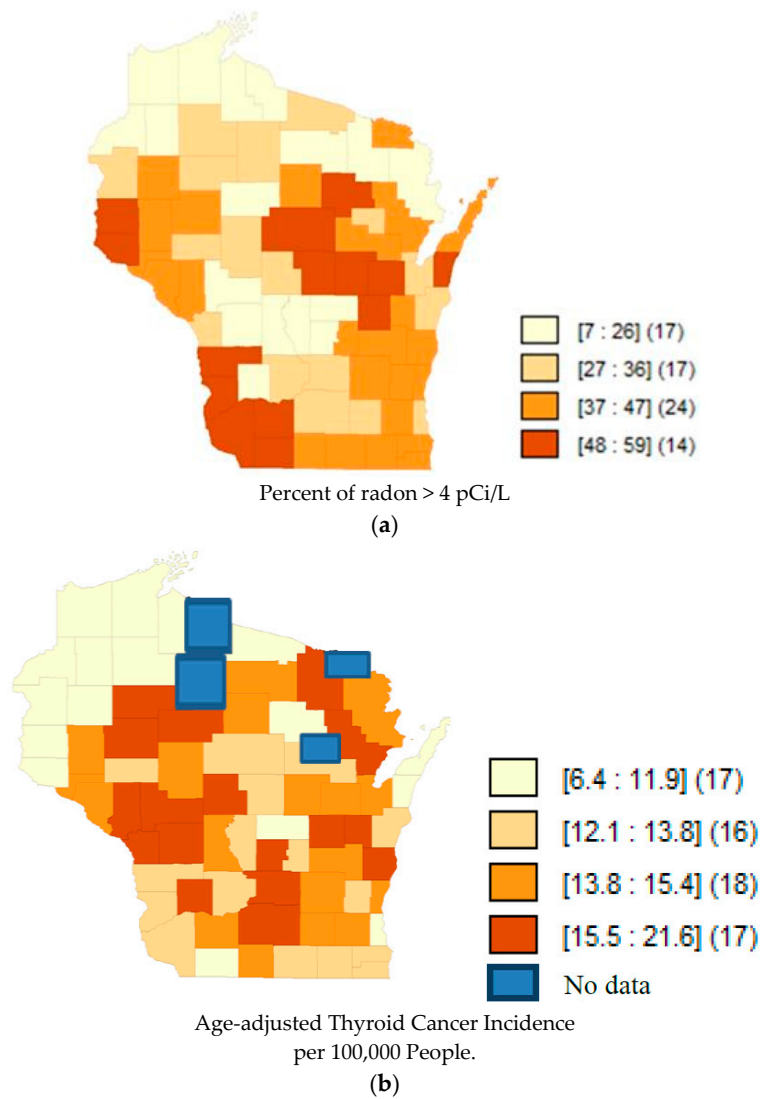 [7 : 26] (17)
[27 : 36] (17)
[37 : 47] (24)
[48 : 59] (14)
Percent of radon > 4 pCi/L
(a)
[6.4 : 11.9] (17)
[12.1 : 13.8] (16)
[13.8 : 15.4] (18)
[15.5 : 21.6] (17)
No data
Age-adjusted Thyroid Cancer Incidence
per 100,000 People.
(b)